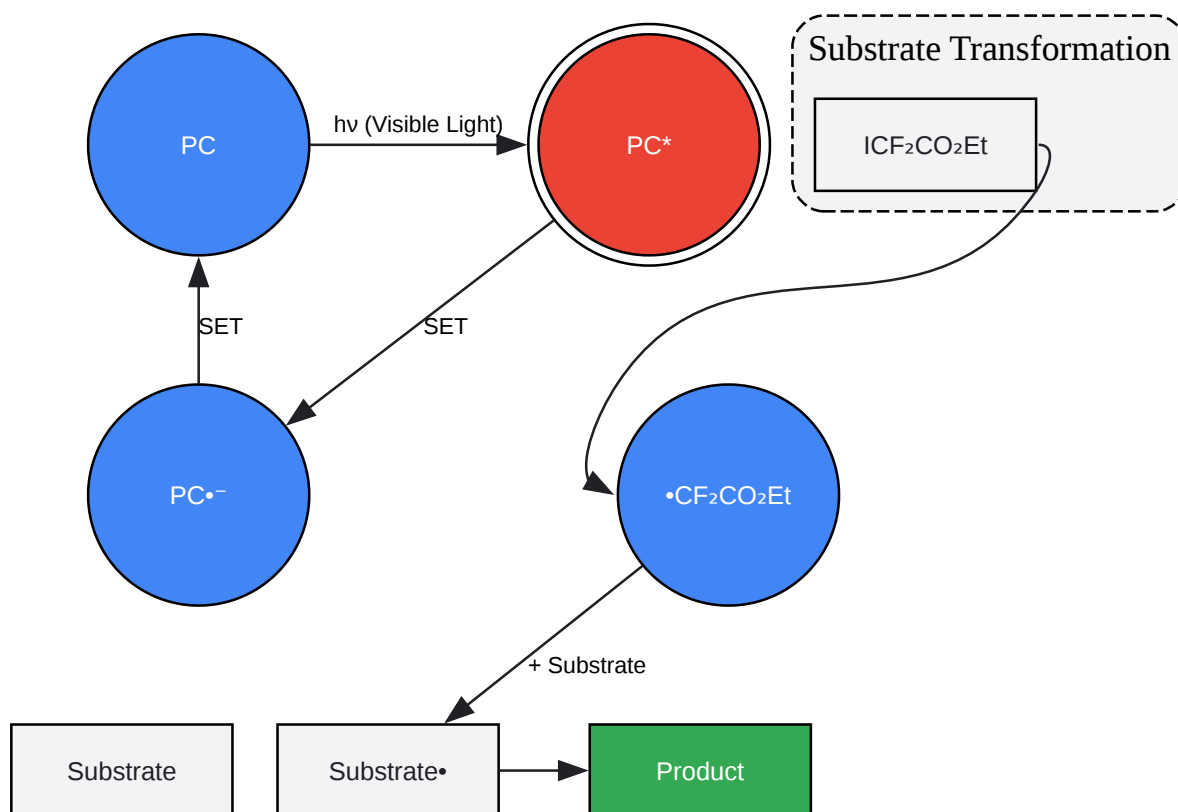 Substrate Transformation
PC
hν (Visible Light)
PC*
ICF₂CO₂Et
SET
SET
PC•⁻
•CF₂CO₂Et
+ Substrate
Substrate
Substrate•
Product